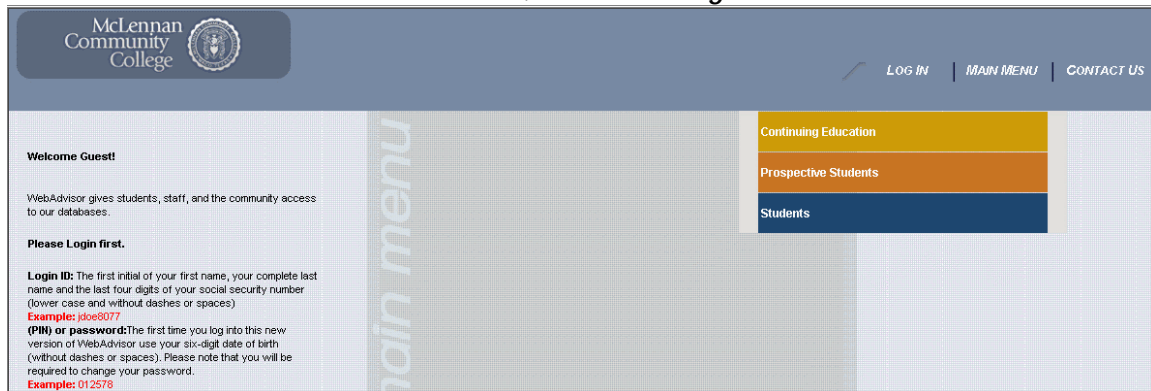 McLennan
Community
College
LOG IN
MAIN MENU
CONTACT US
Welcome Guest!
WebAdvisor gives students, staff, and the community access
to our databases.
Please Login first.
Login ID: The first initial of your first name, your complete last
name and the last four digits of your social security number
(lower case and without dashes or spaces)
Example: jdoe8077
(PIN) or password:The first time you log into this new
version of WebAdvisor use your six-digit date of birth
(without dashes or spaces). Please note that you will be
required to change your password.
Example: 012578
main menu
Continuing Education
Prospective Students
Students